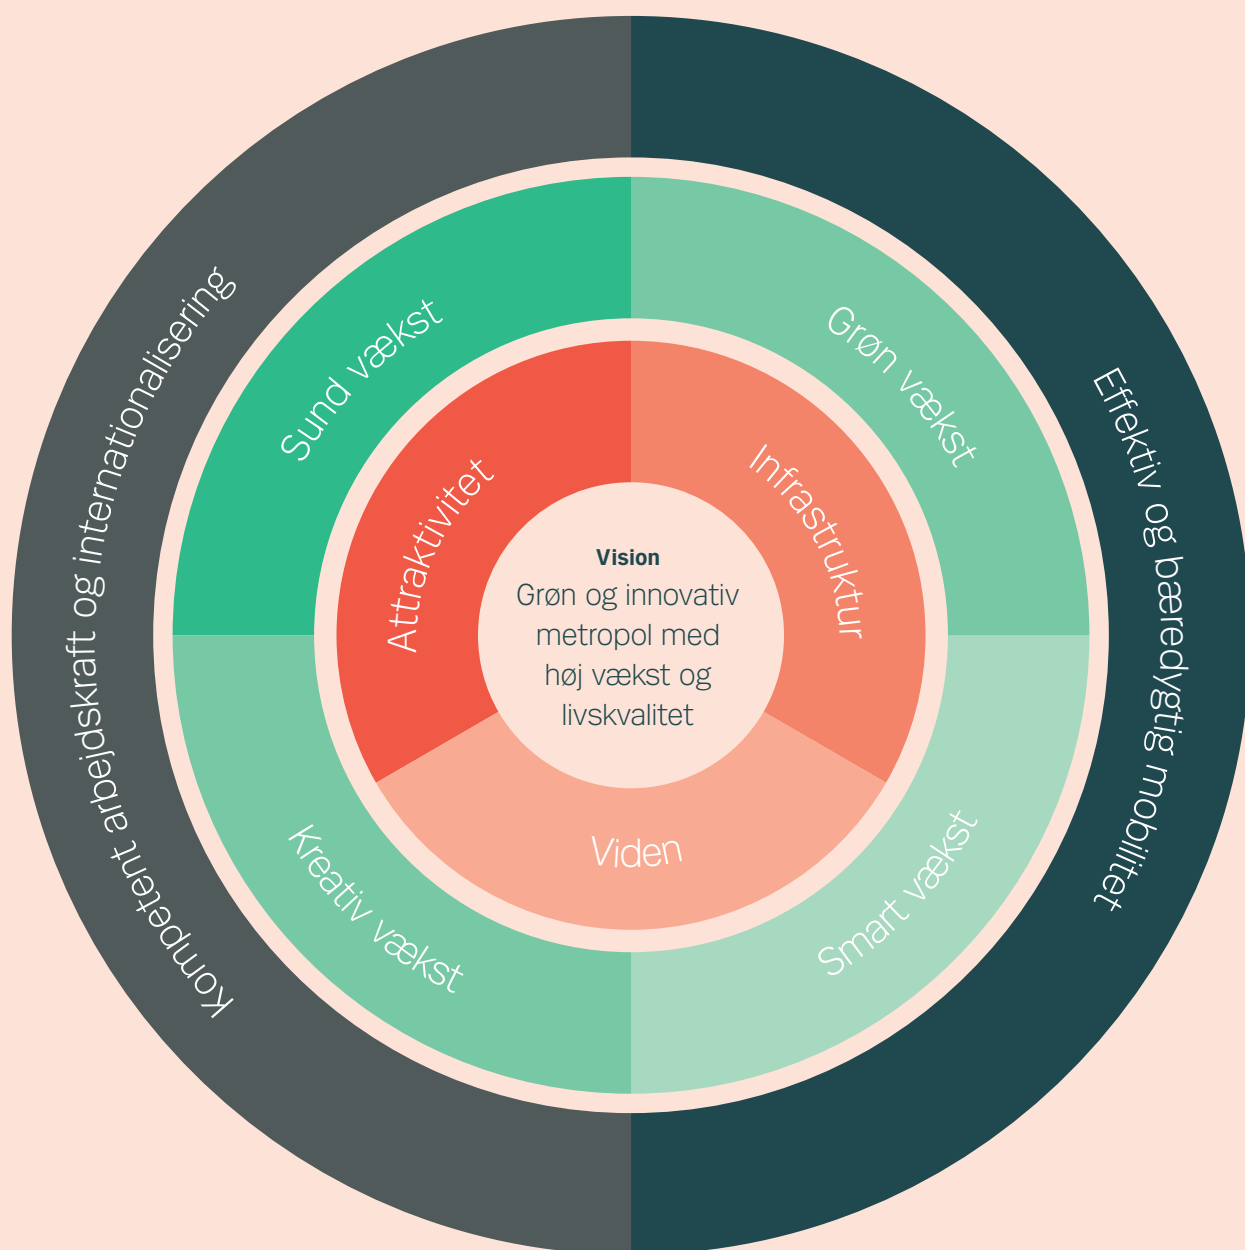 Vision
Grøn og innovativ
metropol med
høj vækst og
livskvalitet
Attraktivitet
Infrastruktur
Viden
Sund vækst
Grøn vækst
Smart vækst
Kreativ vækst
Kompetent arbejdskraft og internationalisering
Effektiv og bæredygtig mobilitet